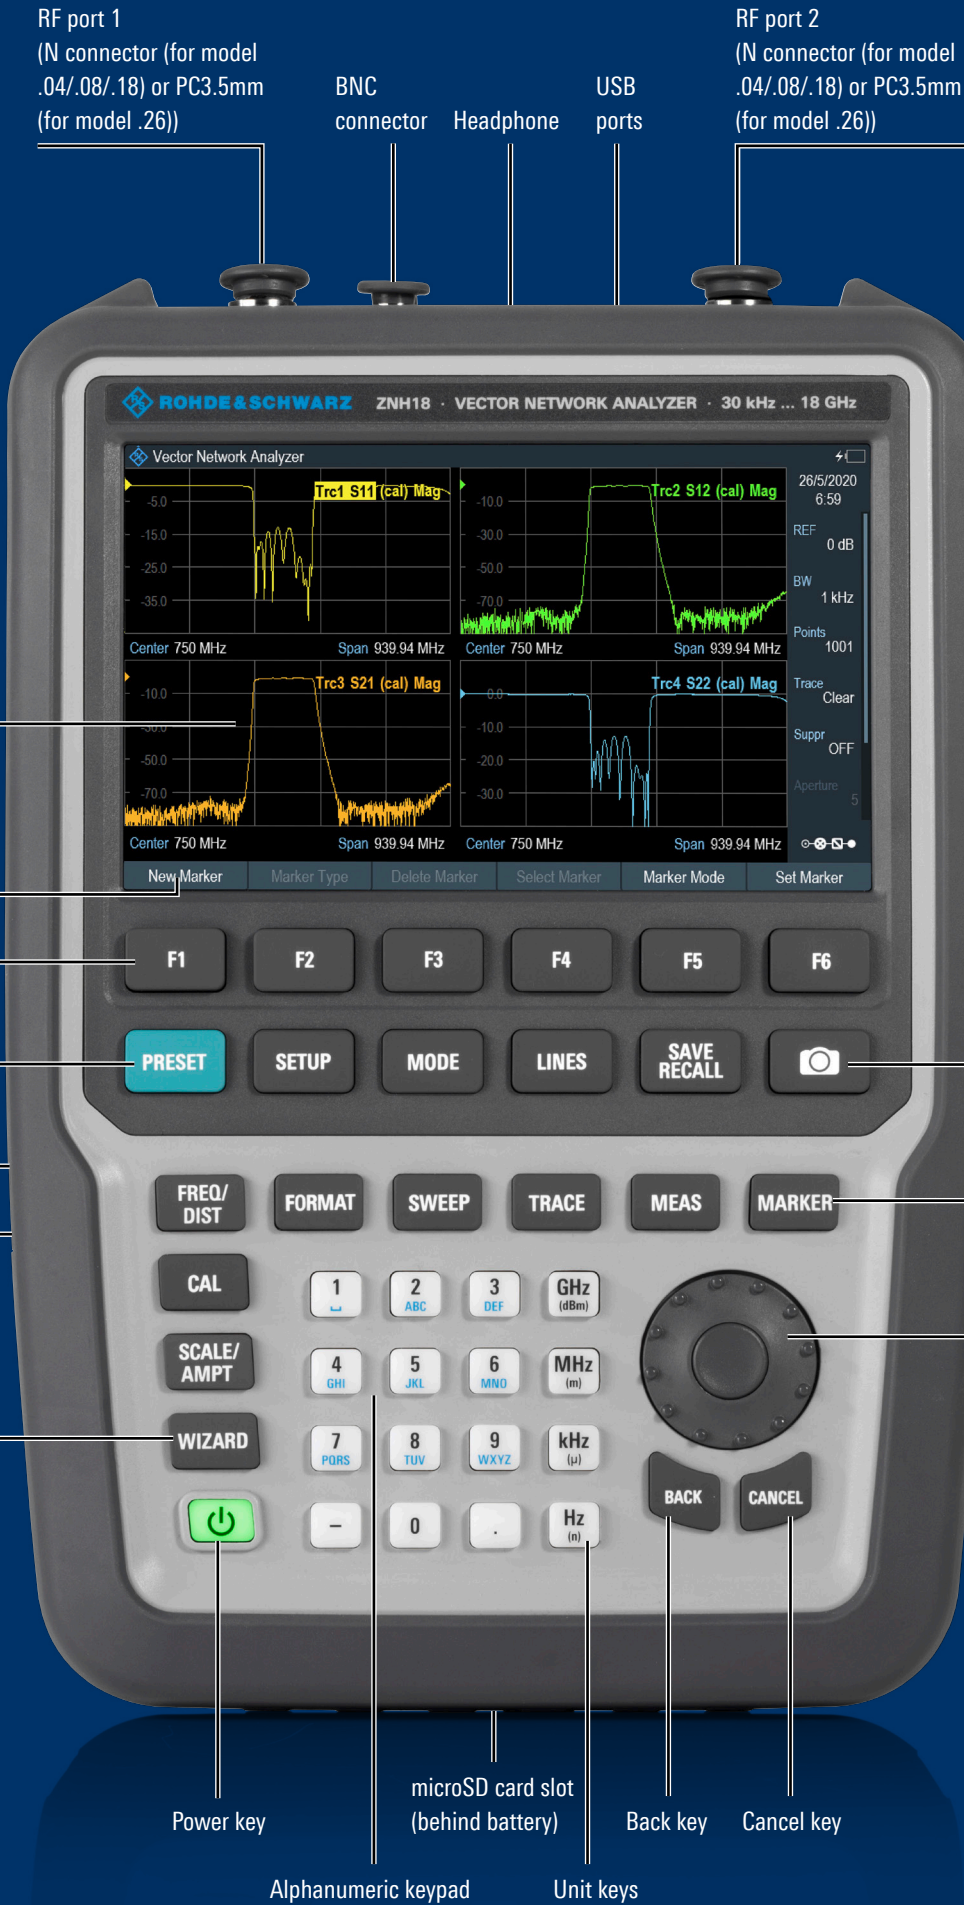 RF port 1
(N connector (for model
.04/.08/.18) or PC3.5mm
(for model .26))
BNC
connector
Headphone
USB
ports
RF port 2
(N connector (for model
.04/.08/.18) or PC3.5mm
(for model .26))
ROHDE&SCHWARZ ZNH18 · VECTOR NETWORK ANALYZER · 30 kHz ... 18 GHz
Vector Network Analyzer
Trc1 S11 (cal) Mag
-5.0
-15.0
-25.0
-35.0
Center 750 MHz Span 939.94 MHz
Trc2 S12 (cal) Mag
-10.0
-30.0
-50.0
-70.0
Center 750 MHz Span 939.94 MHz
Trc3 S21 (cal) Mag
-10.0
-30.0
-50.0
-70.0
Center 750 MHz Span 939.94 MHz
Trc4 S22 (cal) Mag
0.0
-10.0
-20.0
-30.0
Center 750 MHz Span 939.94 MHz
26/5/2020
6:59
REF
0 dB
BW
1 kHz
Points
1001
Trace
Clear
Suppr
OFF
Aperture
5
New Marker Marker Type Delete Marker Select Marker Marker Mode Set Marker
F1 F2 F3 F4 F5 F6
PRESET SETUP MODE LINES SAVE RECALL
FREQ/
DIST
FORMAT SWEEP TRACE MEAS MARKER
CAL
SCALE/
AMPT
WIZARD
1 2 3 GHz
ABC DEF (dBm)
4 5 6 MHz
GHI JKL MNO (m)
7 8 9 kHz
PQRS TUV WXYZ (µ)
– 0 . Hz
(n)
BACK CANCEL
Power key
microSD card slot
(behind battery)
Back key
Cancel key
Alphanumeric keypad
Unit keys